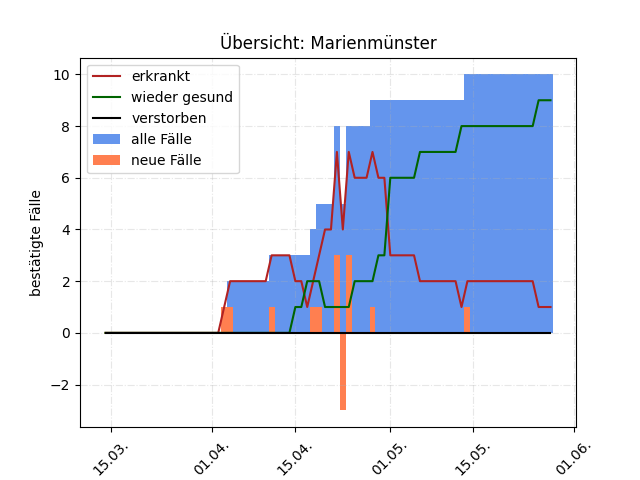 Übersicht: Marienmünster
erkrankt
wieder gesund
verstorben
alle Fälle
neue Fälle
bestätigte Fälle
10
8
6
4
2
0
−2
15.03.
01.04.
15.04.
01.05.
15.05.
01.06.